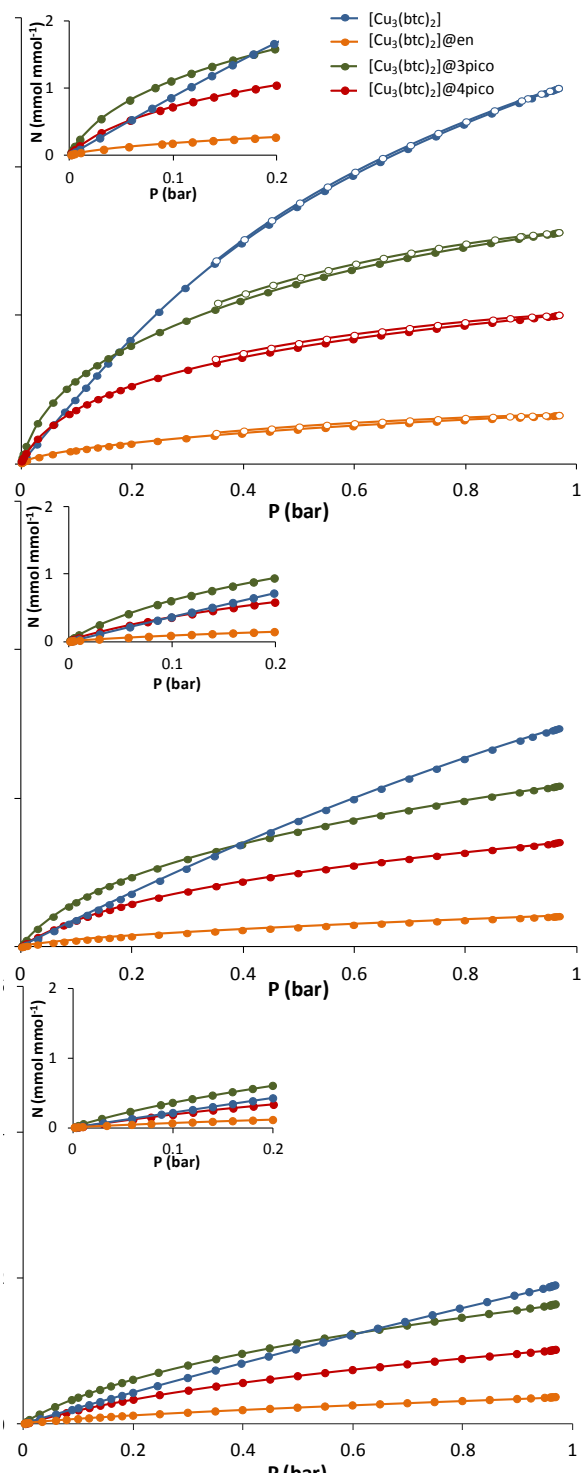 [Cu₃(btc)₂]
[Cu₃(btc)₂]@en
[Cu₃(btc)₂]@3pico
[Cu₃(btc)₂]@4pico
N (mmol mmol⁻¹)
2
1
0
0 0.1 0.2
P (bar)
0 0.2 0.4 0.6 0.8 1
P (bar)
N (mmol mmol⁻¹)
2
1
0
0 0.1 0.2
P (bar)
0 0.2 0.4 0.6 0.8 1
P (bar)
N (mmol mmol⁻¹)
2
1
0
0 0.1 0.2
P (bar)
0 0.2 0.4 0.6 0.8 1
P (bar)